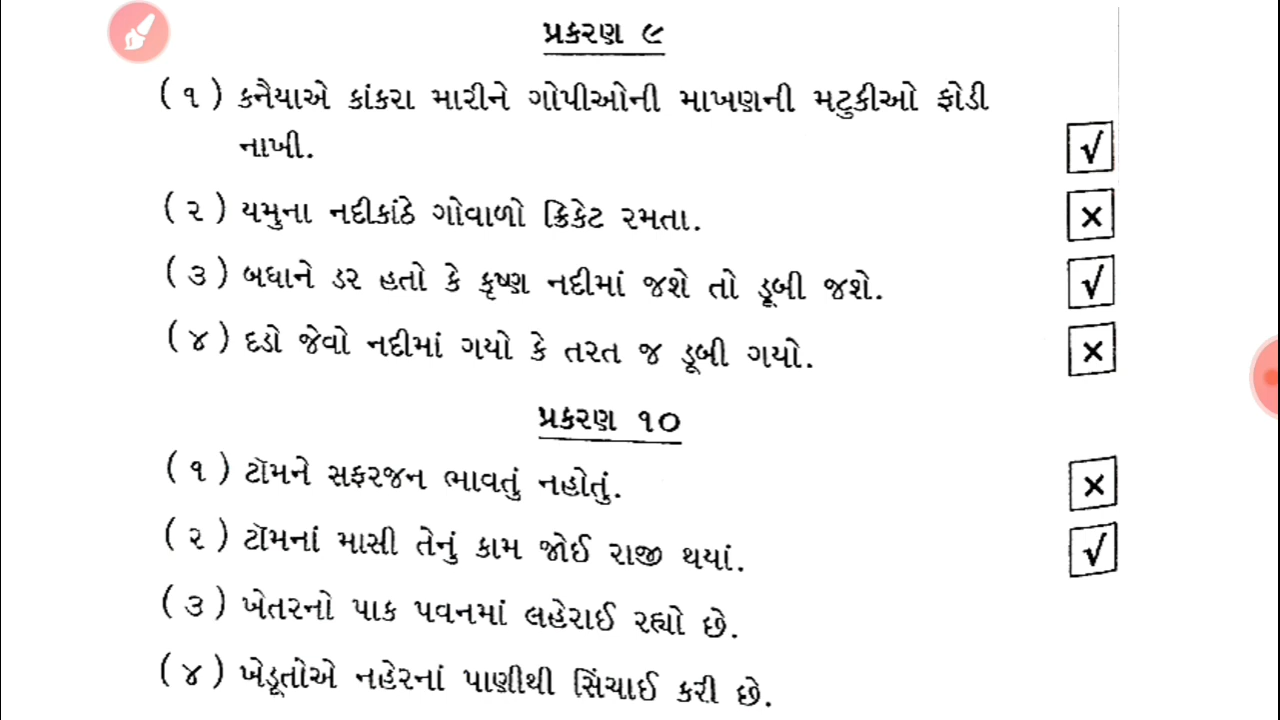 પ્રકરણ ૯
(૧) કનૈયાએ કાંકરા મારીને ગોપીઓની માખણની મટુકીઓ ફોડી
નાખી. √
(૨) યમુના નદીકાંઠે ગોવાળો ક્રિકેટ રમતા. ×
(૩) બધાને ડર હતો કે કૃષ્ણ નદીમાં જશે તો ડૂબી જશે. √
(૪) દડો જેવો નદીમાં ગયો કે તરત જ ડૂબી ગયો. ×
પ્રકરણ ૧૦
(૧) ટૉમને સફરજન ભાવતું નહોતું. ×
(૨) ટૉમનાં માસી તેનું કામ જોઈ રાજી થયાં. √
(૩) ખેતરનો પાક પવનમાં લહેરાઈ રહ્યો છે.
(૪) ખેડૂતોએ નહેરનાં પાણીથી સિંચાઈ કરી છે.